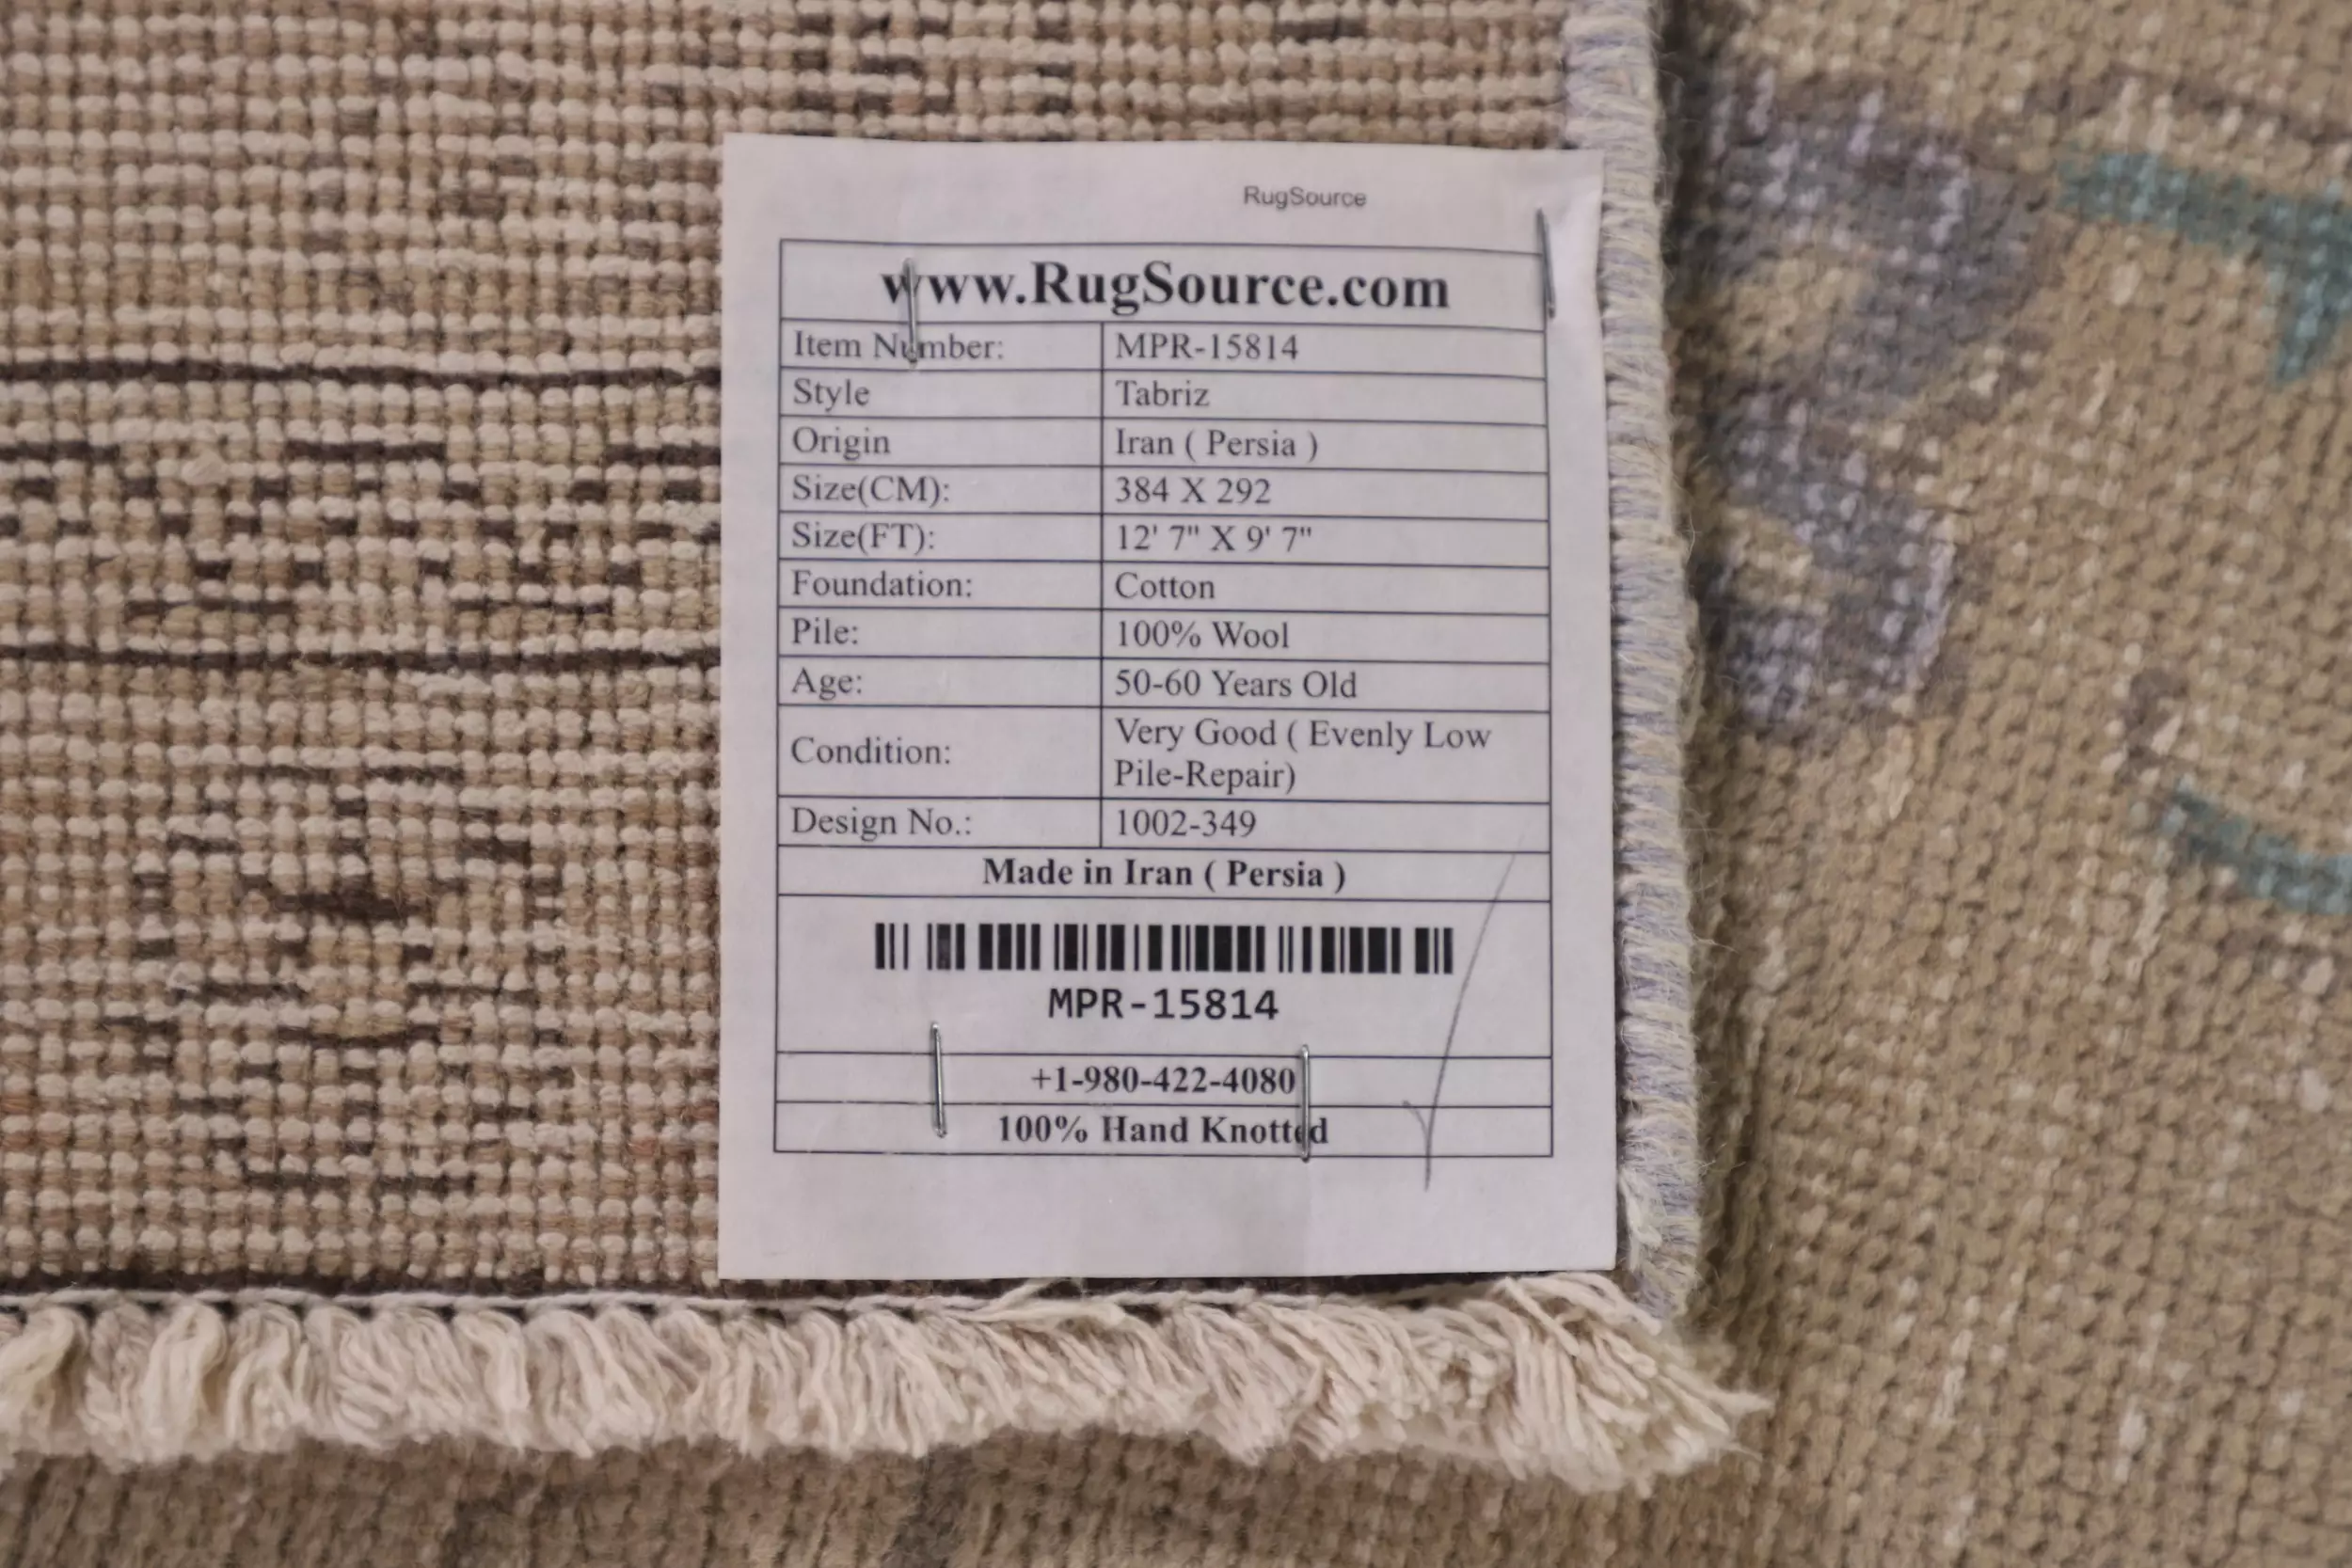 RugSource
www.RugSource.com
Item Number: MPR-15814
Style Tabriz
Origin Iran ( Persia )
Size(CM): 384 X 292
Size(FT): 12' 7" X 9' 7"
Foundation: Cotton
Pile: 100% Wool
Age: 50-60 Years Old
Condition: Very Good ( Evenly Low
Pile-Repair)
Design No.: 1002-349
Made in Iran ( Persia )
MPR-15814
+1-980-422-4080
100% Hand Knotted